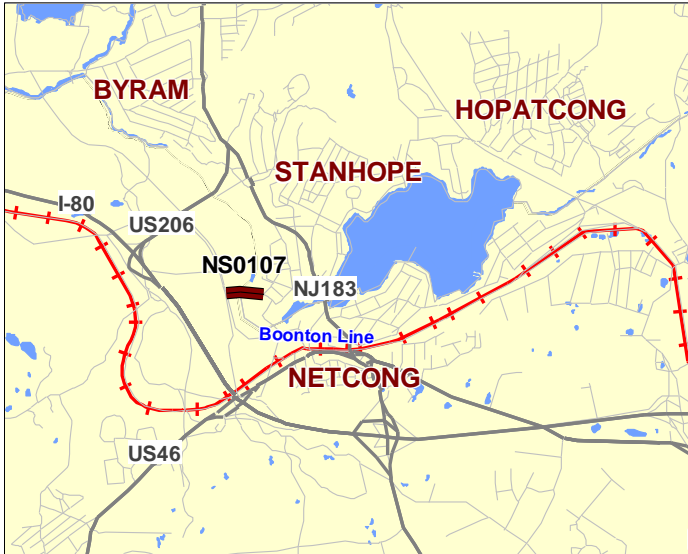 BYRAM
HOPATCONG
STANHOPE
I-80
US206
NS0107
NJ183
Boonton Line
NETCONG
US46